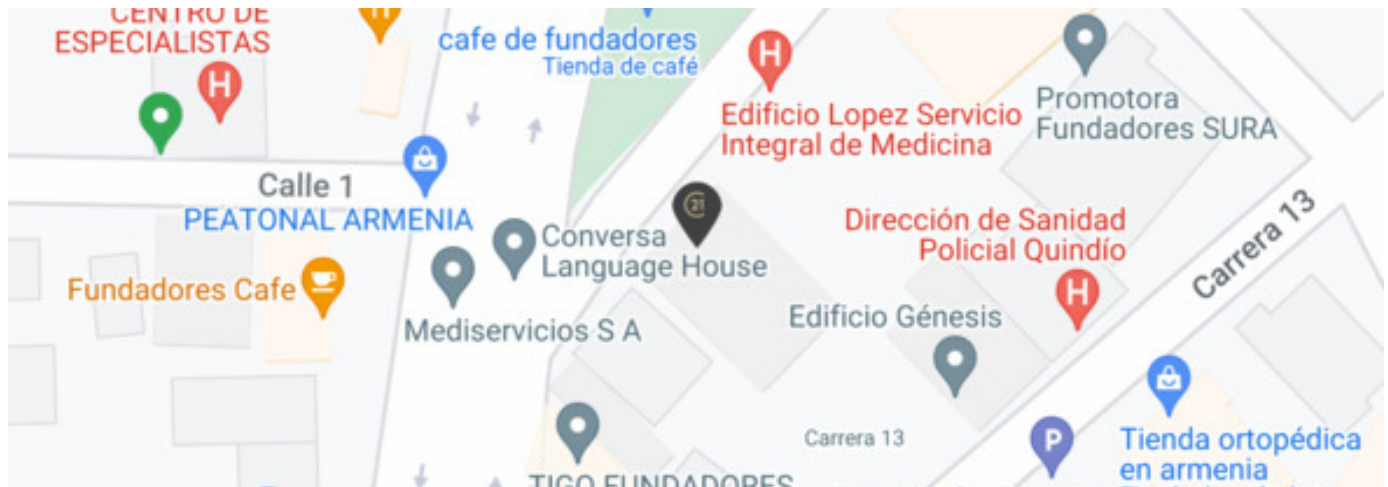 CENTRO DE
ESPECIALISTAS
H
cafe de fundadores
Tienda de café
H
Edificio Lopez Servicio
Integral de Medicina
Promotora
Fundadores SURA
Calle 1
PEATONAL ARMENIA
21
Conversa
Language House
Dirección de Sanidad
Policial Quindío
H
Carrera 13
Fundadores Cafe
Mediservicios S A
Edificio Génesis
Carrera 13
P
Tienda ortopédica
en armenia
TIGO FUNDADORES